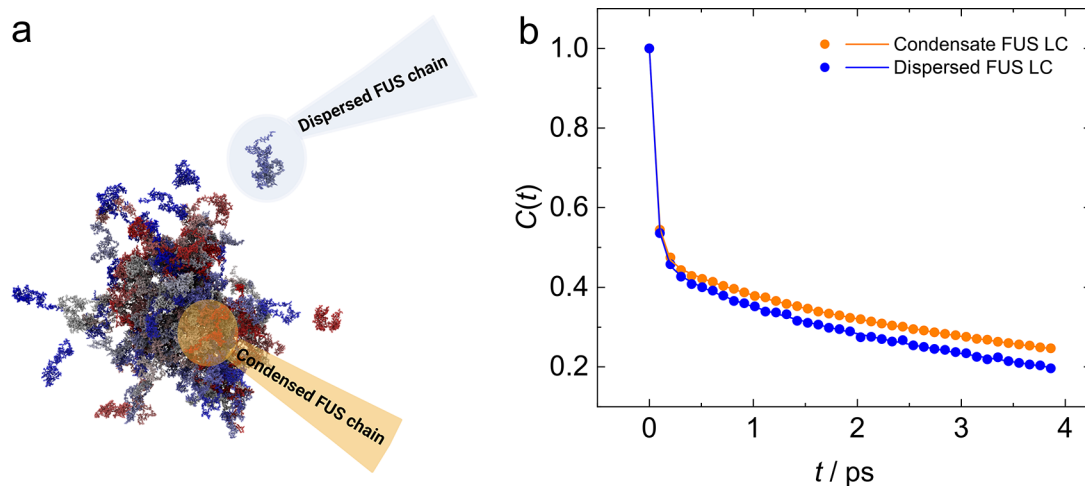 a
Dispersed FUS chain
Condensed FUS chain
b
Condensate FUS LC
Dispersed FUS LC
C(t)
1.0
0.8
0.6
0.4
0.2
0 1 2 3 4
t / ps